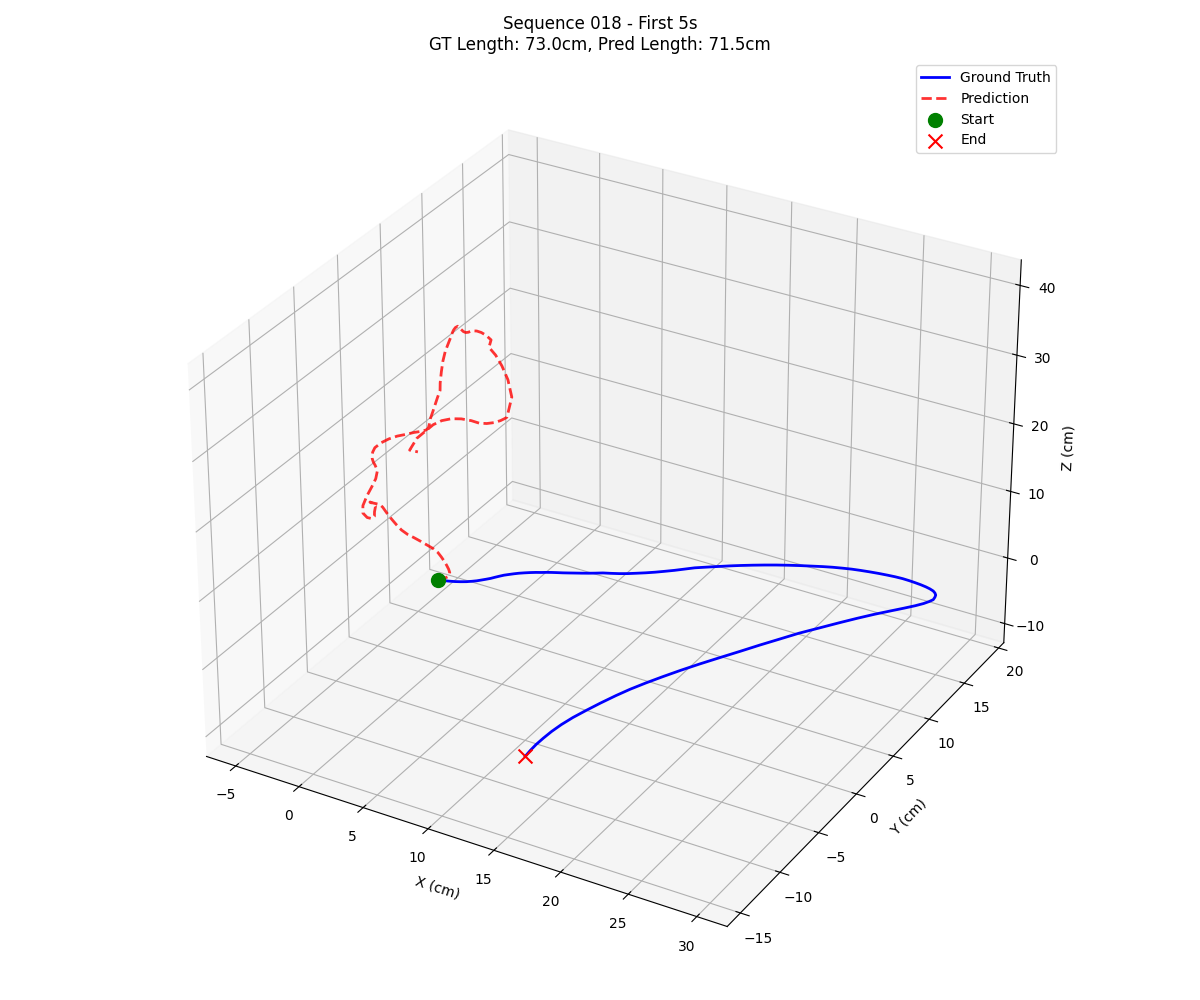 Sequence 018 - First 5s
GT Length: 73.0cm, Pred Length: 71.5cm
Ground Truth
Prediction
Start
End
40
30
20
10
0
−10
Z (cm)
20
15
10
5
0
−5
−10
−15
Y (cm)
−5
0
5
10
15
20
25
30
X (cm)